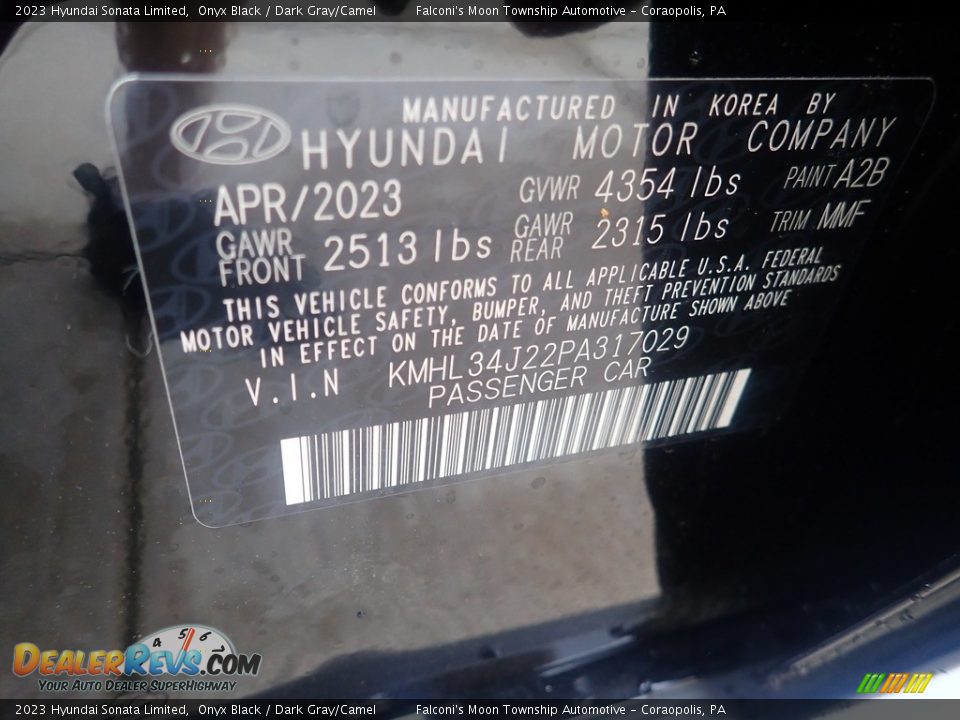 2023 Hyundai Sonata Limited, Onyx Black / Dark Gray/Camel Falconi's Moon Township Automotive - Coraopolis, PA
MANUFACTURED IN KOREA BY
HYUNDAI MOTOR COMPANY
APR/2023 GVWR 4354 lbs PAINT A2B
GAWR FRONT 2513 lbs GAWR REAR 2315 lbs TRIM MMF
THIS VEHICLE CONFORMS TO ALL APPLICABLE U.S.A. FEDERAL
MOTOR VEHICLE SAFETY, BUMPER, AND THEFT PREVENTION STANDARDS
IN EFFECT ON THE DATE OF MANUFACTURE SHOWN ABOVE
V.I.N KMHL34J22PA317029
PASSENGER CAR
4 5 6
DEALERREVS.COM
YOUR AUTO DEALER SUPERHIGHWAY
2023 Hyundai Sonata Limited, Onyx Black / Dark Gray/Camel Falconi's Moon Township Automotive - Coraopolis, PA